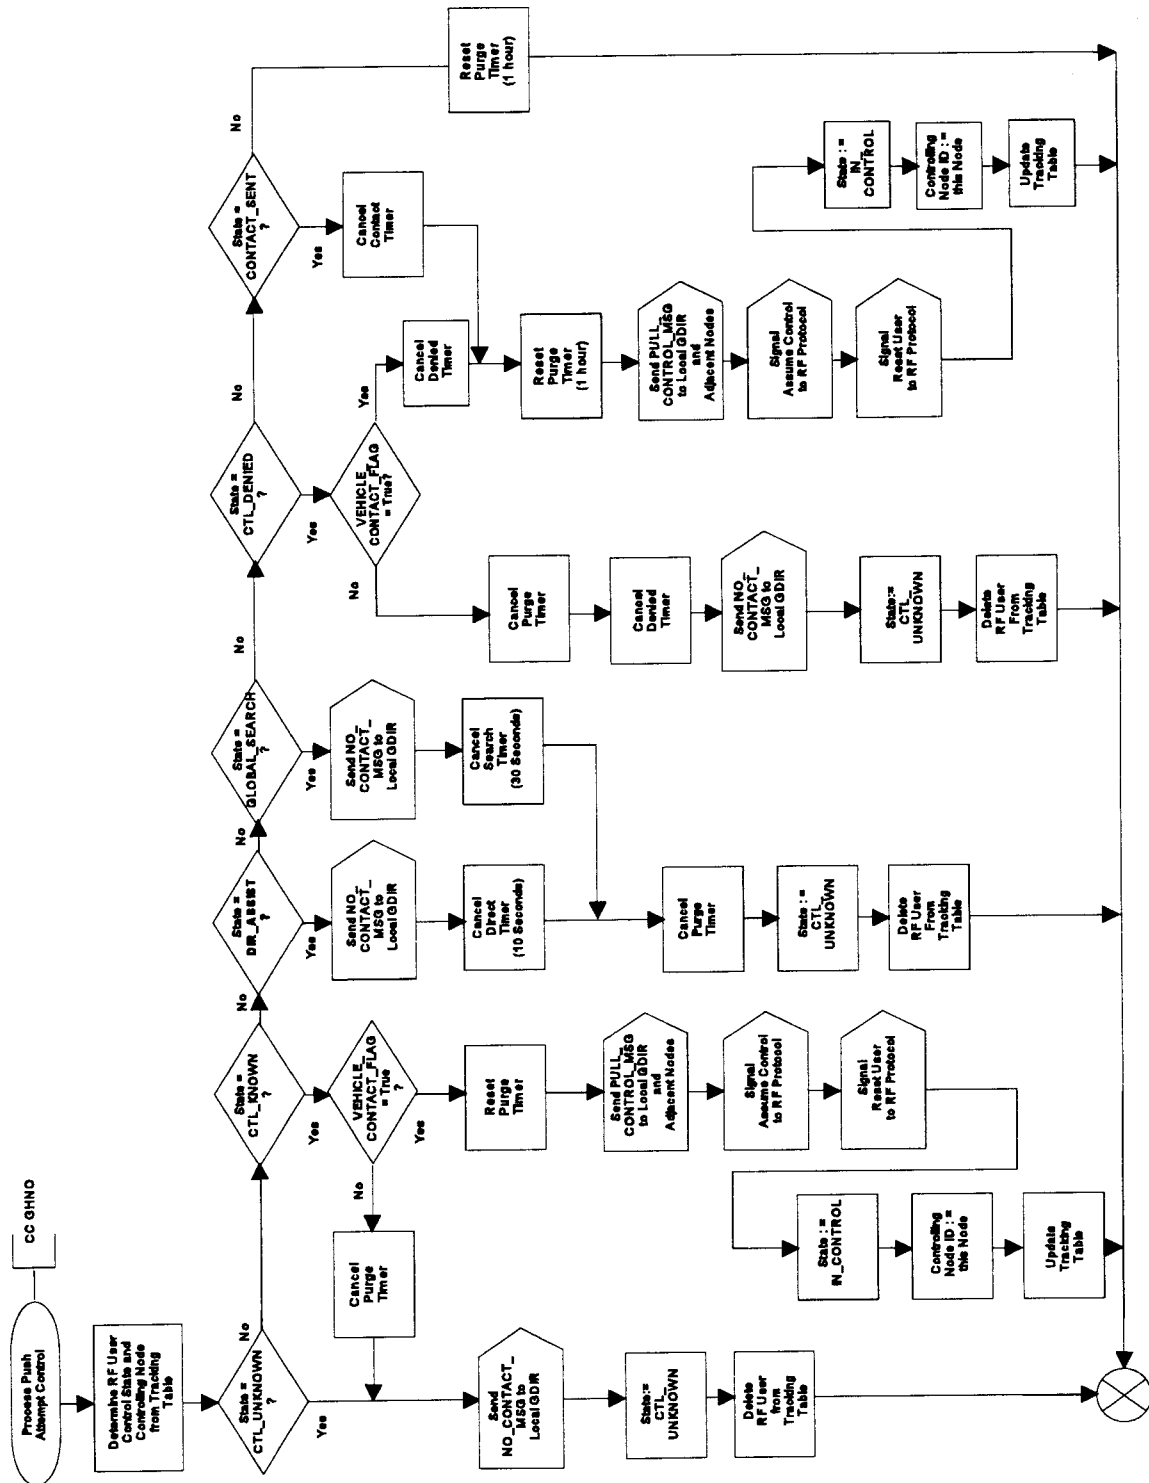 Process Push
Attempt Control
CC GHNO
Determine RF User
Control State and
Controlling Node
from Tracking
Table
State =
CTL_UNKNOWN
?
No
Yes
State =
CTL_KNOWN
?
No
Yes
State =
DIR_ASSIST
?
No
Yes
State =
GLOBAL_SEARCH
?
No
Yes
State =
CTL_DENIED
?
No
Yes
State =
CONTACT_SENT
?
No
Yes
Reset
Purge
Timer
(1 hour)
Cancel
Purge
Timer
VEHICLE_
CONTACT_FLAG
= True
?
No
Yes
Send NO_
CONTACT_
MSG to
Local GDIR
Send NO_
CONTACT_
MSG to
Local GDIR
VEHICLE_
CONTACT_FLAG
= True?
No
Yes
Cancel
Contact
Timer
Cancel
Denied
Timer
Send
NO_CONTACT_
MSG to
Local GDIR
State:=
CTL_
UNKNOWN
Delete
RF User
from
Tracking
Table
Reset
Purge
Timer
Send PULL_
CONTROL_MSG
to Local GDIR
and
Adjacent Nodes
Signal
Assume Control
to RF Protocol
Signal
Reset User
to RF Protocol
State : =
IN_CONTROL
Controlling
Node ID : =
this Node
Update
Tracking
Table
Cancel
Direct
Timer
(10 Seconds)
Cancel
Search
Timer
(30 Seconds)
Cancel
Purge
Timer
State : =
CTL_
UNKNOWN
Delete
RF User
From
Tracking
Table
Cancel
Purge
Timer
Cancel
Denied
Timer
Send NO_
CONTACT_
MSG to
Local GDIR
State:=
CTL_
UNKNOWN
Delete
RF User
From
Tracking
Table
Reset
Purge
Timer
(1 hour)
Send PULL_
CONTROL_MSG
to Local GDIR
and
Adjacent Nodes
Signal
Assume Control
to RF Protocol
Signal
Reset User
to RF Protocol
State : =
IN_
CONTROL
Controlling
Node ID : =
this Node
Update
Tracking
Table